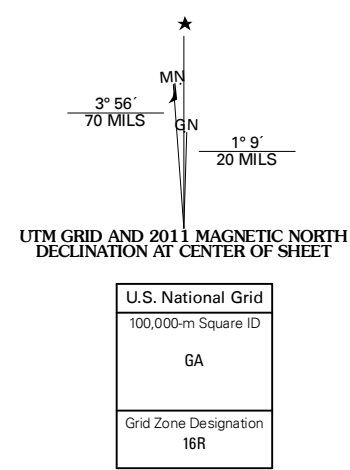 ★
MN
3° 56´
70 MILS
GN
1° 9´
20 MILS
UTM GRID AND 2011 MAGNETIC NORTH
DECLINATION AT CENTER OF SHEET
U.S. National Grid
100,000-m Square ID
GA
Grid Zone Designation
16R